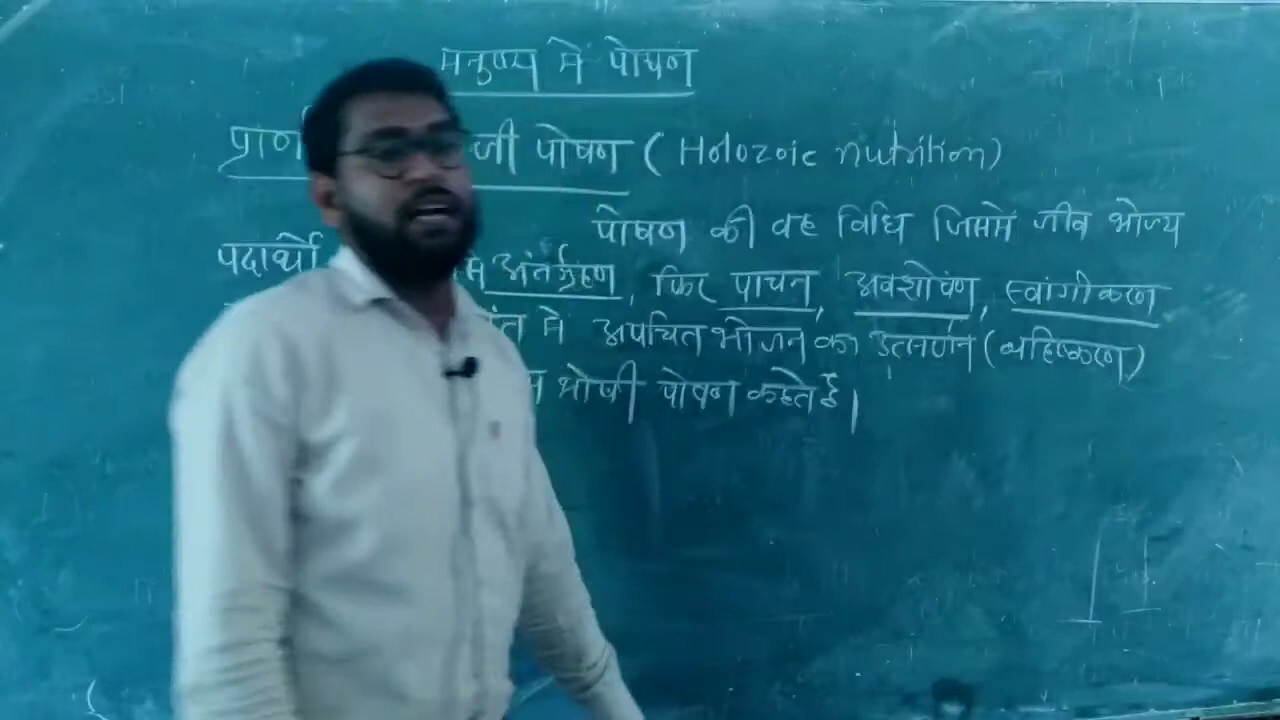 मनुष्य मे पोषण
प्राण जी पोषण ( Holozoic nutrition)
पोषण की वह विधि जिसमे जीव भोज्य
पदार्थो अंतर्ग्रहण, फिर पाचन, अवशोषण, स्वांगीकरण
मे अपचित भोजन का उत्सर्जन (बहिष्करण)
भोजी पोषण कहते है।